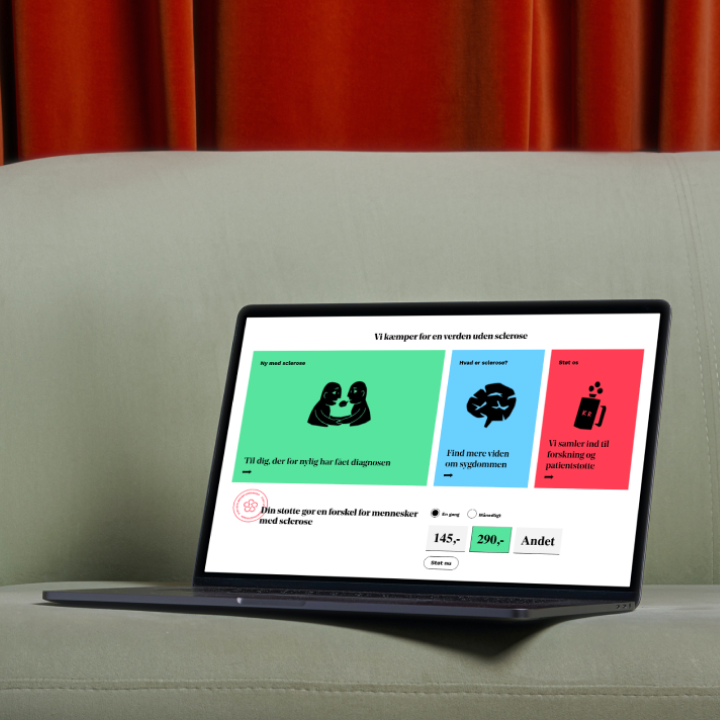 Vi kæmper for en verden uden sclerose
Ny med sclerose
Til dig, der for nylig har fået diagnosen
Hvad er sclerose?
Find mere viden
om sygdommen
Støt os
Vi samler ind til
forskning og
patientstøtte
Din støtte gør en forskel for mennesker
med sclerose
En gang
Månedligt
145,-
290,-
Andet
Støt nu